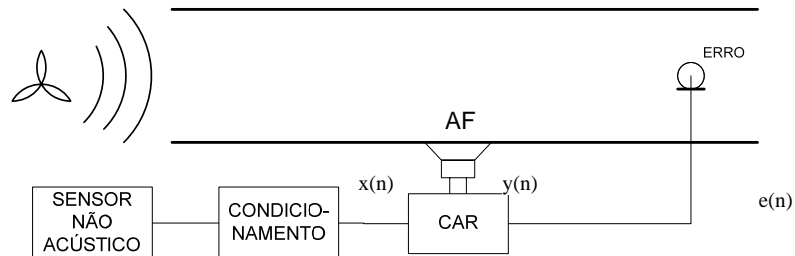 ERRO
AF
x(n)
y(n)
e(n)
SENSOR
NÃO
ACÚSTICO
CONDICIO-
NAMENTO
CAR